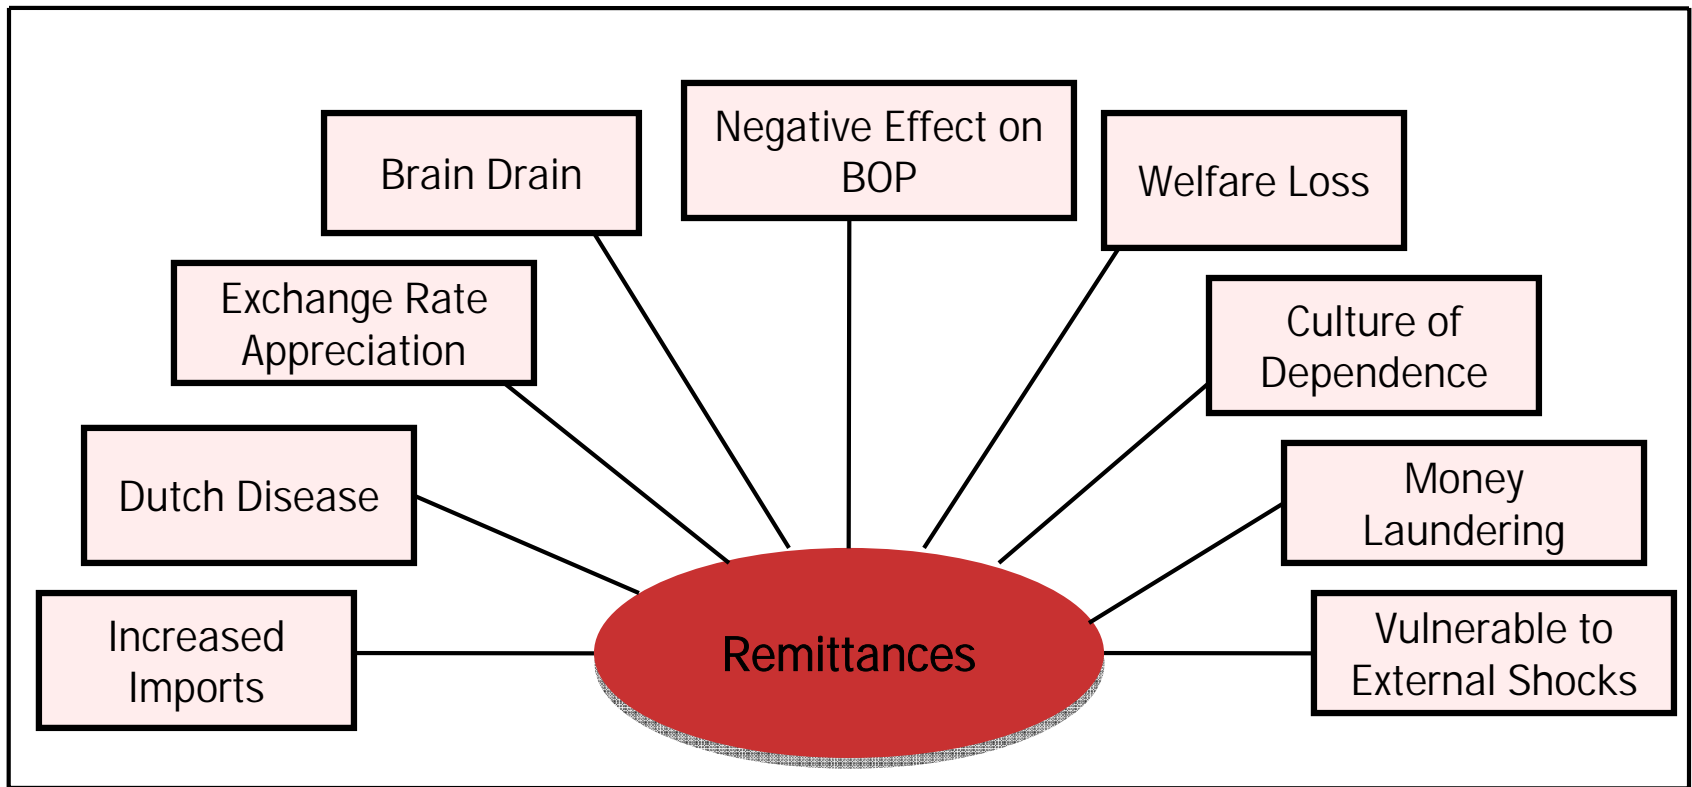 Negative Effect on
BOP
Brain Drain
Welfare Loss
Exchange Rate
Appreciation
Culture of
Dependence
Dutch Disease
Money
Laundering
Increased
Imports
Remittances
Vulnerable to
External Shocks